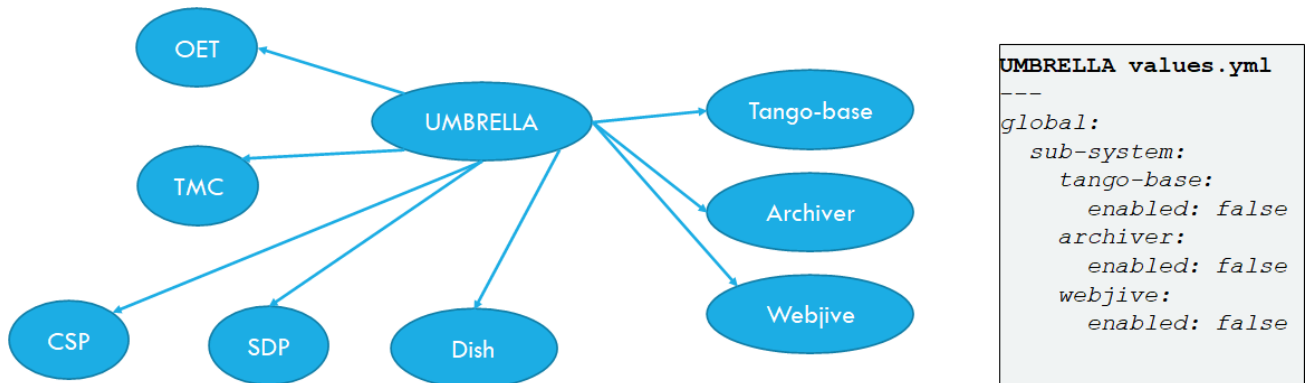 OET
UMBRELLA
Tango-base
TMC
Archiver
CSP
SDP
Dish
Webjive
UMBRELLA values.yml
---
global:
  sub-system:
    tango-base:
      enabled: false
    archiver:
      enabled: false
    webjive:
      enabled: false